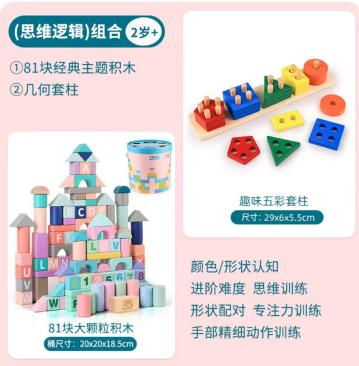 (思维逻辑)组合 2岁+
①81块经典主题积木
②几何套柱
趣味五彩套柱
尺寸:29x6x5.5cm
81块大颗粒积木
桶尺寸:20x20x18.5cm
颜色/形状认知
进阶难度 思维训练
形状配对 专注力训练
手部精细动作训练